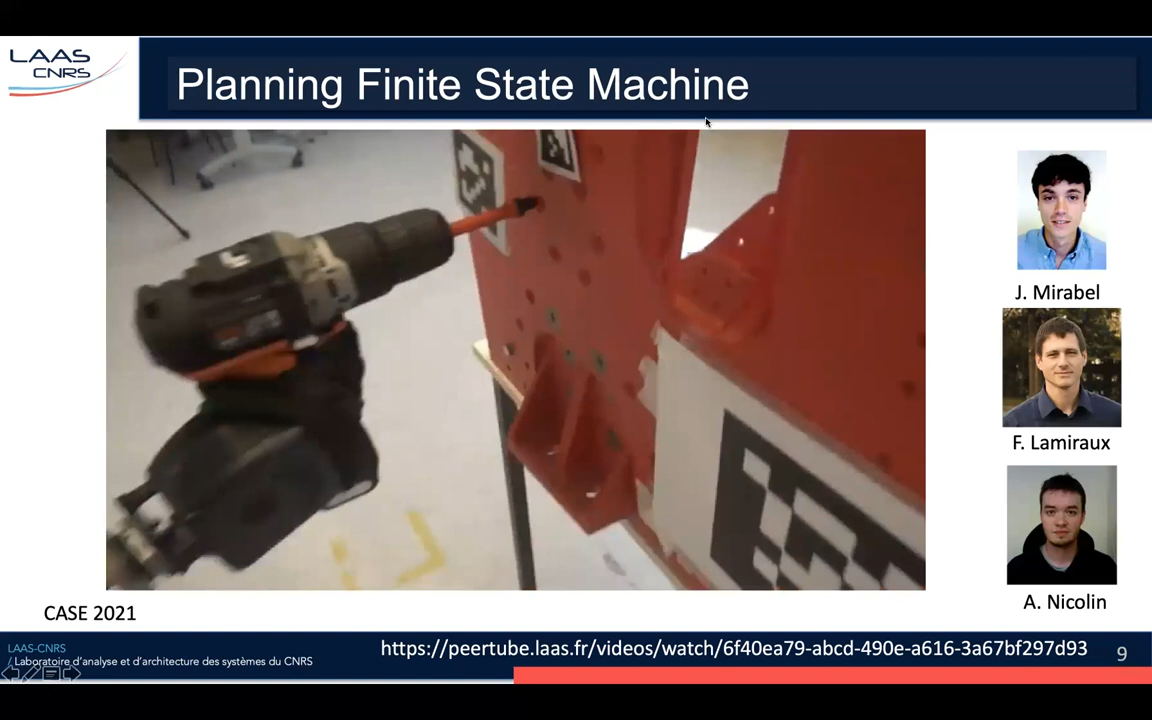 LAAS
CNRS
Planning Finite State Machine
J. Mirabel
F. Lamiraux
A. Nicolin
CASE 2021
LAAS-CNRS
/ Laboratoire d'analyse et d'architecture des systèmes du CNRS
https://peertube.laas.fr/videos/watch/6f40ea79-abcd-490e-a616-3a67bf297d93
9